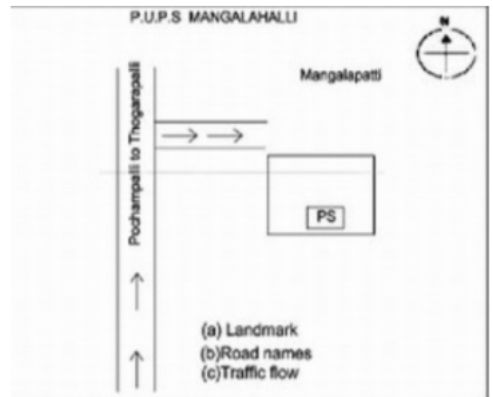 P.U.P.S MANGALAHALLI
N
Mangalapatti
Pochampalli to Thogarapalli
PS
(a) Landmark
(b)Road names
(c)Traffic flow